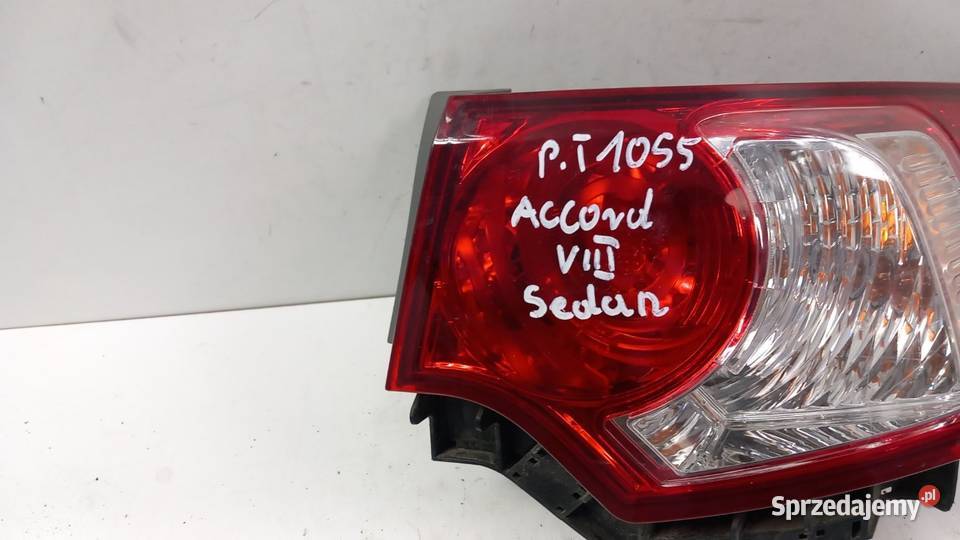 P.T 1055
Accord
VIII
Sedan
Sprzedajemy.pl